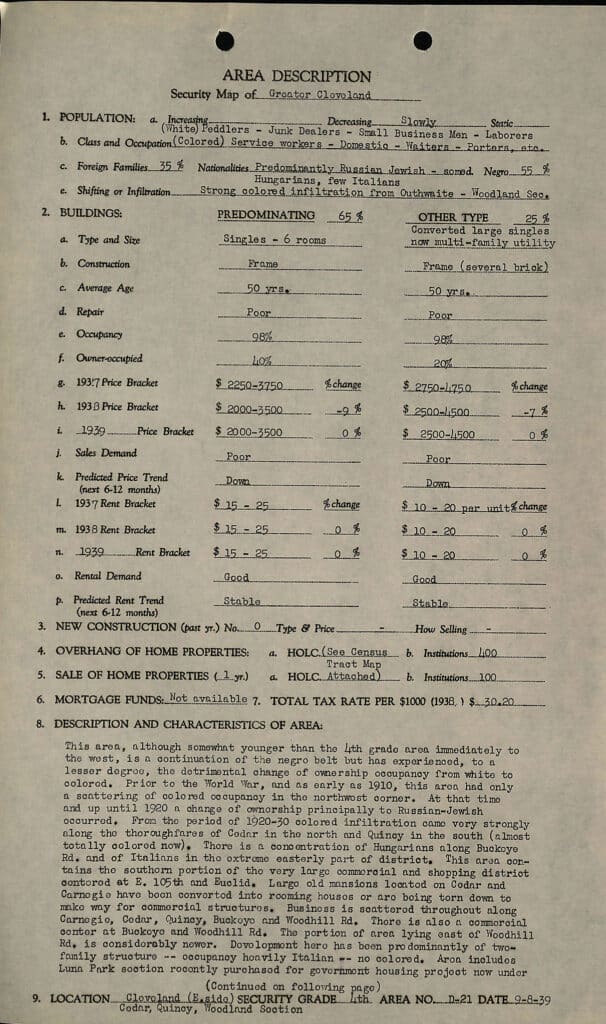 AREA DESCRIPTION
Security Map of Greater Cleveland
1. POPULATION: a. Increasing Decreasing Slowly Static
(White) Peddlers - Junk Dealers - Small Business Men - Laborers
b. Class and Occupation (Colored) Service workers - Domestic - Waiters - Porters, etc.
c. Foreign Families 35 % Nationalities Predominantly Russian Jewish - some d. Negro 55 %
Hungarians, few Italians
e. Shifting or Infiltration Strong colored infiltration from Outhwaite - Woodland Sec.
2. BUILDINGS: PREDOMINATING 65 % OTHER TYPE 25 %
Converted large singles
a. Type and Size Singles - 6 rooms now multi-family utility
b. Construction Frame Frame (several brick)
c. Average Age 50 yrs. 50 yrs.
d. Repair Poor Poor
e. Occupancy 98% 98%
f. Owner-occupied 40% 20%
g. 1937 Price Bracket $ 2250-3750 % change $ 2750-4750 % change
h. 1938 Price Bracket $ 2000-3500 -9 % $ 2500-4500 -7 %
i. 1939 Price Bracket $ 2000-3500 0 % $ 2500-4500 0 %
j. Sales Demand Poor Poor
k. Predicted Price Trend Down Down
(next 6-12 months)
l. 1937 Rent Bracket $ 15 - 25 % change $ 10 - 20 per unit % change
m. 1938 Rent Bracket $ 15 - 25 0 % $ 10 - 20 0 %
n. 1939 Rent Bracket $ 15 - 25 0 % $ 10 - 20 0 %
o. Rental Demand Good Good
p. Predicted Rent Trend Stable Stable
(next 6-12 months)
3. NEW CONSTRUCTION (past yr.) No. 0 Type & Price - How Selling -
4. OVERHANG OF HOME PROPERTIES: a. HOLC (See Census b. Institutions 400
Tract Map
5. SALE OF HOME PROPERTIES (1 yr.) a. HOLC Attached) b. Institutions 100
6. MORTGAGE FUNDS: Not available 7. TOTAL TAX RATE PER $1000 (1938 ) $ 30.20
8. DESCRIPTION AND CHARACTERISTICS OF AREA:
This area, although somewhat younger than the 4th grade area immediately to
the west, is a continuation of the negro belt but has experienced, to a
lesser degree, the detrimental change of ownership occupancy from white to
colored. Prior to the World War, and as early as 1910, this area had only
a scattering of colored occupancy in the northwest corner. At that time
and up until 1920 a change of ownership principally to Russian-Jewish
occurred. From the period of 1920-30 colored infiltration came very strongly
along the thoroughfares of Cedar in the north and Quincy in the south (almost
totally colored now). There is a concentration of Hungarians along Buckeye
Rd. and of Italians in the extreme easterly part of district. This area con-
tains the southern portion of the very large commercial and shopping district
centered at E. 105th and Euclid. Large old mansions located on Cedar and
Carnegie have been converted into rooming houses or are being torn down to
make way for commercial structures. Business is scattered throughout along
Carnegie, Cedar, Quincy, Buckeye and Woodhill Rd. There is also a commercial
center at Buckeye and Woodhill Rd. The portion of area lying east of Woodhill
Rd. is considerably newer. Development here has been predominantly of two-
family structure -- occupancy heavily Italian -- no colored. Area includes
Luna Park section recently purchased for government housing project now under
(Continued on following page)
9. LOCATION Cleveland (E.side) SECURITY GRADE 4th AREA NO. D-21 DATE 9-8-39
Cedar, Quincy, Woodland Section